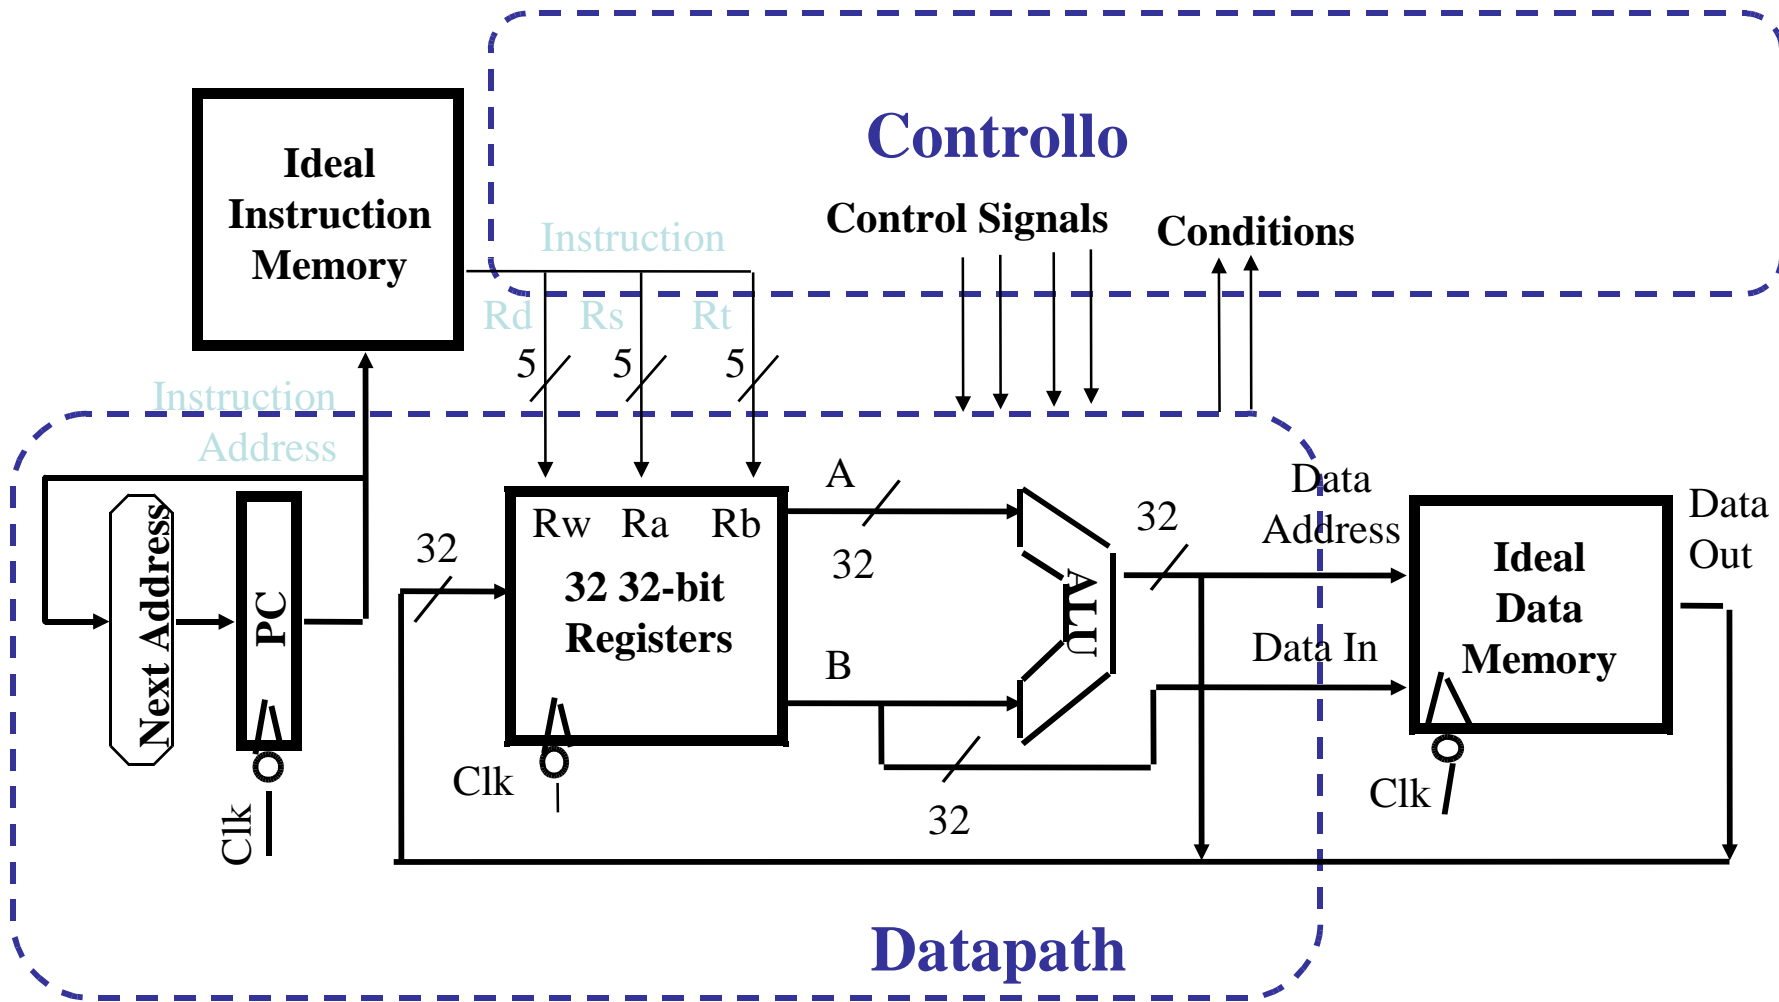 Controllo
Ideal
Instruction
Memory
Control Signals
Conditions
Instruction
Rd
Rs
Rt
5
5
5
Instruction
Address
Next Address
PC
Clk
32
Rw
Ra
Rb
32 32-bit
Registers
Clk
A
32
B
32
ALU
32
Data
Address
Data In
Ideal
Data
Memory
Clk
Data
Out
Datapath